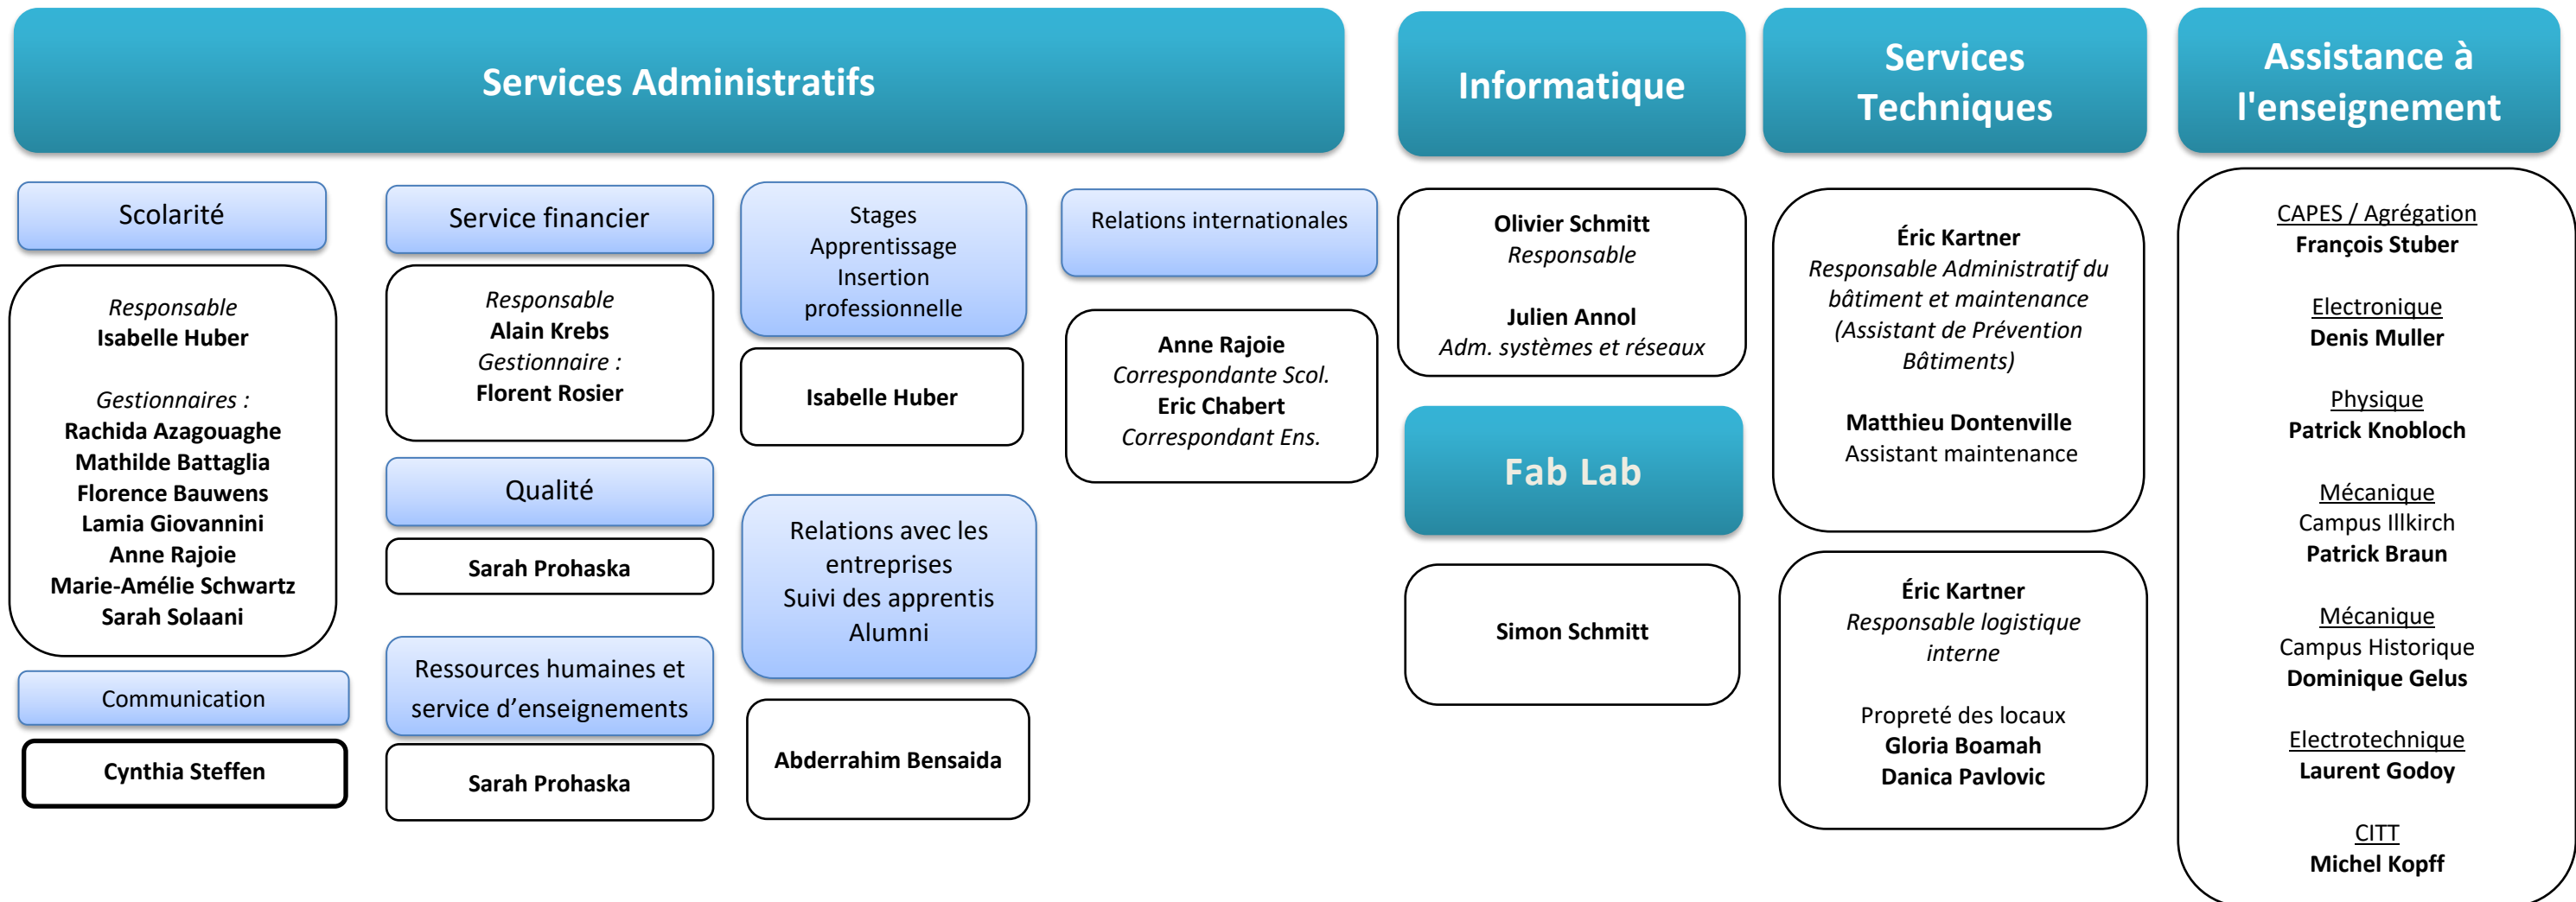 Services Administratifs
Scolarité
Responsable
Isabelle Huber
Gestionnaires :
Rachida Azagouaghe
Mathilde Battaglia
Florence Bauwens
Lamia Giovannini
Anne Rajoie
Marie-Amélie Schwartz
Sarah Solaani
Communication
Cynthia Steffen
Service financier
Responsable
Alain Krebs
Gestionnaire :
Florent Rosier
Qualité
Sarah Prohaska
Ressources humaines et
service d’enseignements
Sarah Prohaska
Stages
Apprentissage
Insertion
professionnelle
Isabelle Huber
Relations avec les
entreprises
Suivi des apprentis
Alumni
Abderrahim Bensaida
Relations internationales
Anne Rajoie
Correspondante Scol.
Eric Chabert
Correspondant Ens.
Informatique
Olivier Schmitt
Responsable
Julien Annol
Adm. systèmes et réseaux
Fab Lab
Simon Schmitt
Services
Techniques
Éric Kartner
Responsable Administratif du
bâtiment et maintenance
(Assistant de Prévention
Bâtiments)
Matthieu Dontenville
Assistant maintenance
Éric Kartner
Responsable logistique
interne
Propreté des locaux
Gloria Boamah
Danica Pavlovic
Assistance à
l'enseignement
CAPES / Agrégation
François Stuber
Electronique
Denis Muller
Physique
Patrick Knobloch
Mécanique
Campus Illkirch
Patrick Braun
Mécanique
Campus Historique
Dominique Gelus
Electrotechnique
Laurent Godoy
CITT
Michel Kopff